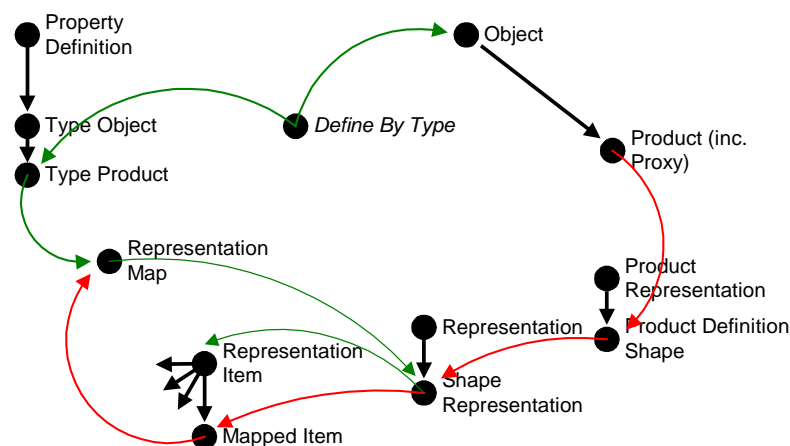 Property
Definition
Object
Type Object
Define By Type
Product (inc.
Proxy)
Type Product
Representation
Map
Product
Representation
Representation
Product Definition
Shape
Representation
Item
Shape
Representation
Mapped Item